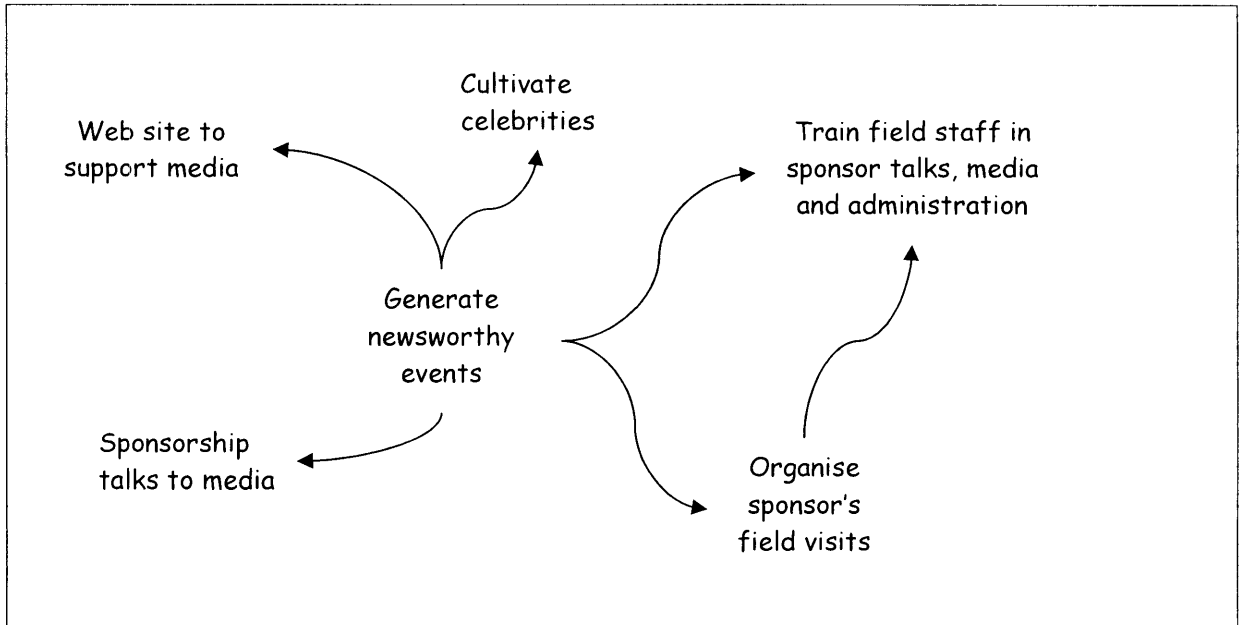 Cultivate
celebrities
Web site to
support media
Train field staff in
sponsor talks, media
and administration
Generate
newsworthy
events
Sponsorship
talks to media
Organise
sponsor's
field visits